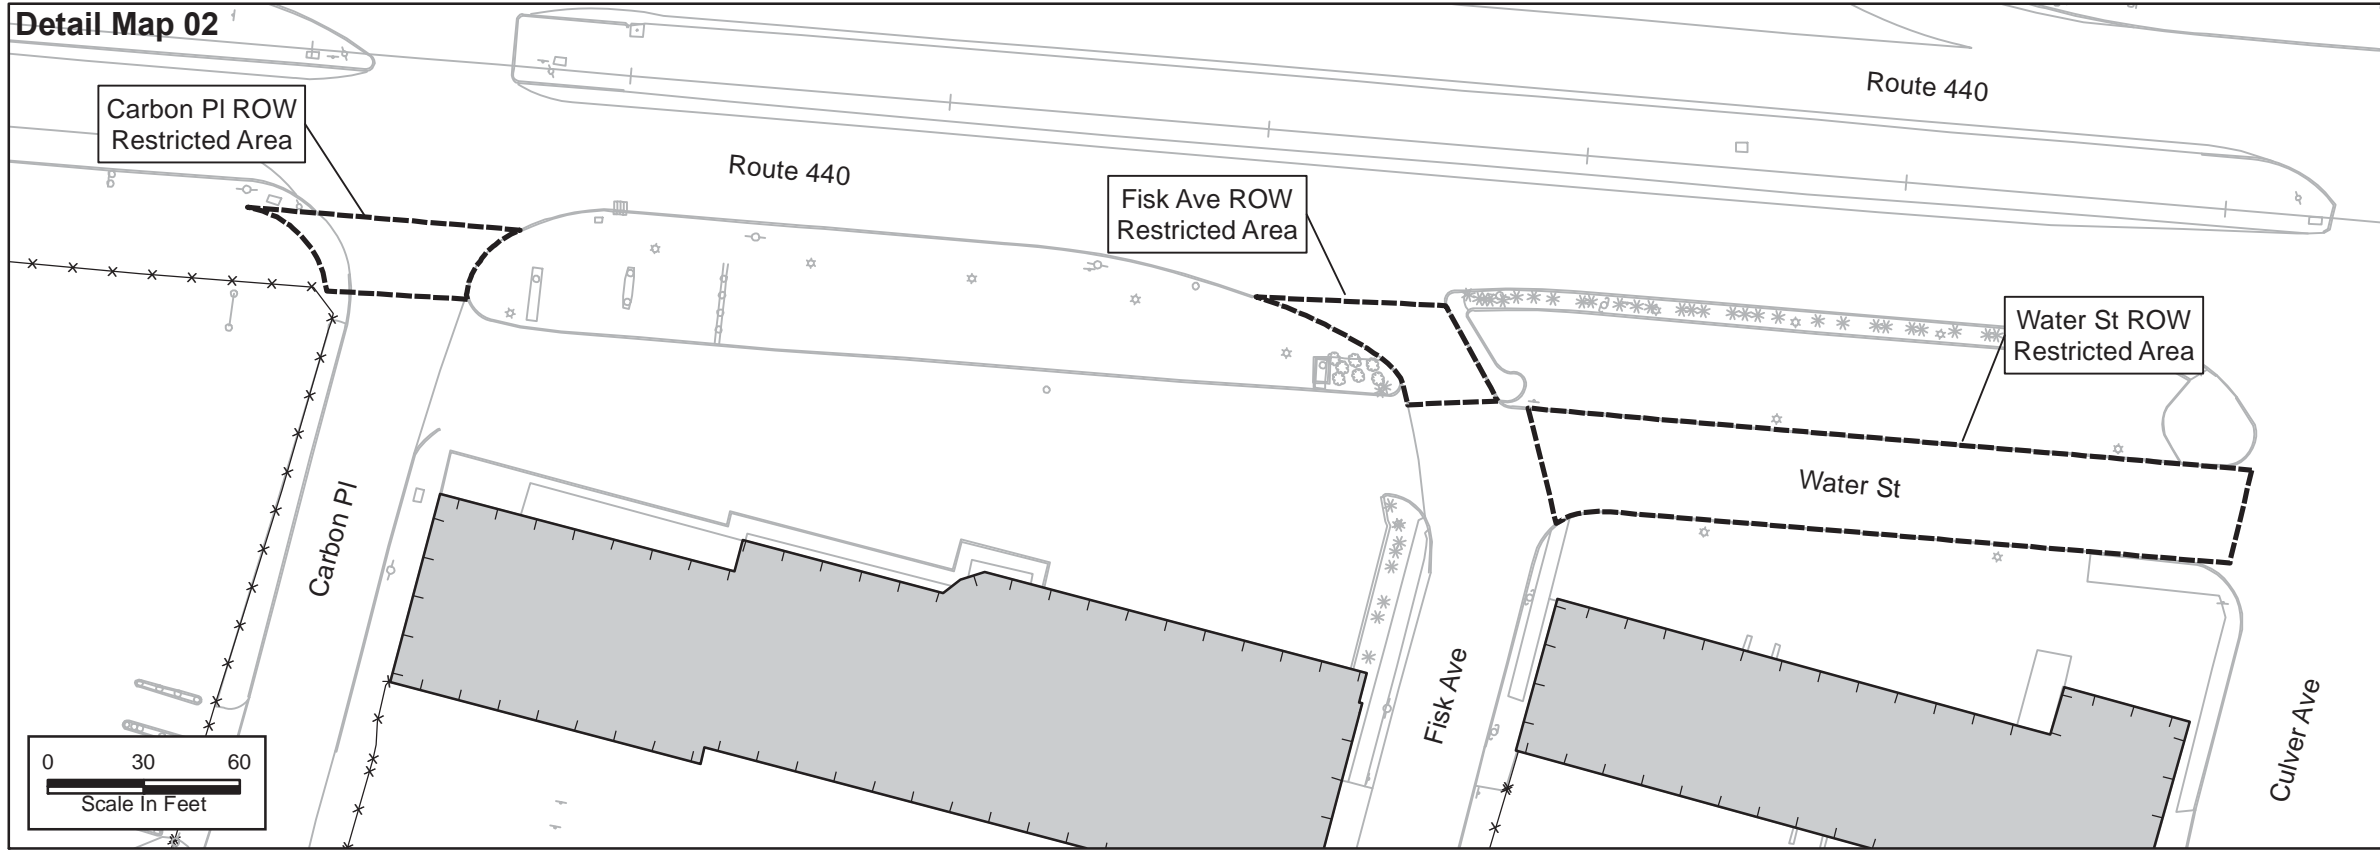 Detail Map 02
Route 440
Carbon Pl ROW
Restricted Area
Route 440
Fisk Ave ROW
Restricted Area
Water St ROW
Restricted Area
Water St
Carbon Pl
Fisk Ave
Culver Ave
0 30 60
Scale In Feet